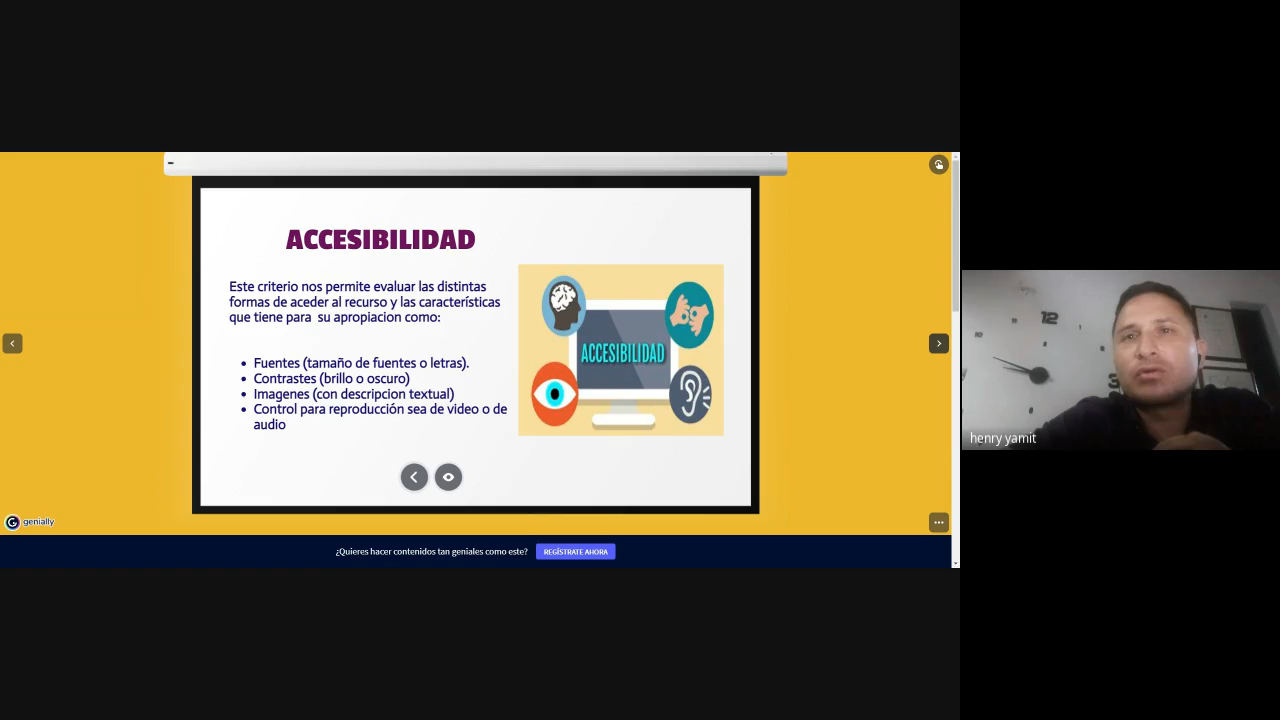 ACCESIBILIDAD
Este criterio nos permite evaluar las distintas
formas de aceder al recurso y las características
que tiene para su apropiacion como:
• Fuentes (tamaño de fuentes o letras).
• Contrastes (brillo o oscuro)
• Imagenes (con descripcion textual)
• Control para reproducción sea de video o de
audio
ACCESIBILIDAD
12
3
henry yamit
G genially
¿Quieres hacer contenidos tan geniales como este? REGÍSTRATE AHORA